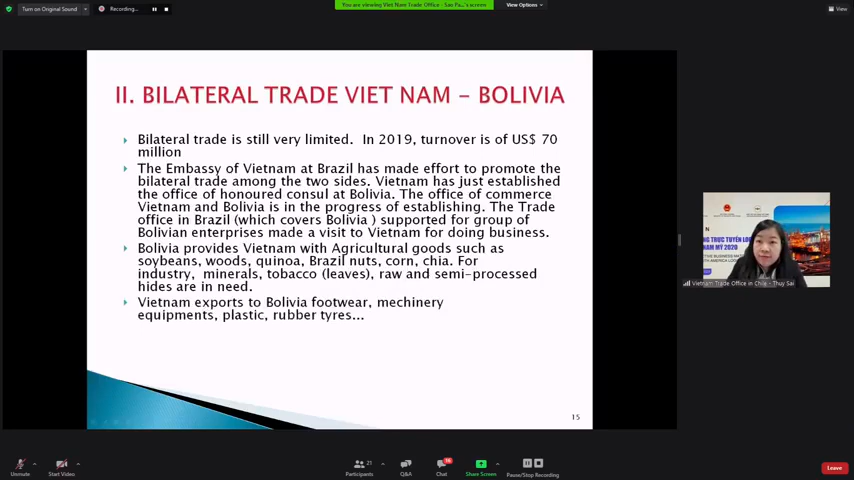 Turn on Original Sound
Recording...
You are viewing Viet Nam Trade Office - Sao Pa...'s screen
View Options
View
II. BILATERAL TRADE VIET NAM – BOLIVIA
Bilateral trade is still very limited. In 2019, turnover is of US$ 70
million
The Embassy of Vietnam at Brazil has made effort to promote the
bilateral trade among the two sides. Vietnam has just established
the office of honoured consul at Bolivia. The office of commerce
Vietnam and Bolivia is in the progress of establishing. The Trade
office in Brazil (which covers Bolivia ) supported for group of
Bolivian enterprises made a visit to Vietnam for doing business.
Bolivia provides Vietnam with Agricultural goods such as
soybeans, woods, quinoa, Brazil nuts, corn, chia. For
industry, minerals, tobacco (leaves), raw and semi-processed
hides are in need.
Vietnam exports to Bolivia footwear, mechinery
equipments, plastic, rubber tyres...
15
Vietnam Trade Office in Chile - Thuy Sai
Unmute
Start Video
Participants
21
Q&A
Chat
Share Screen
Pause/Stop Recording
Leave